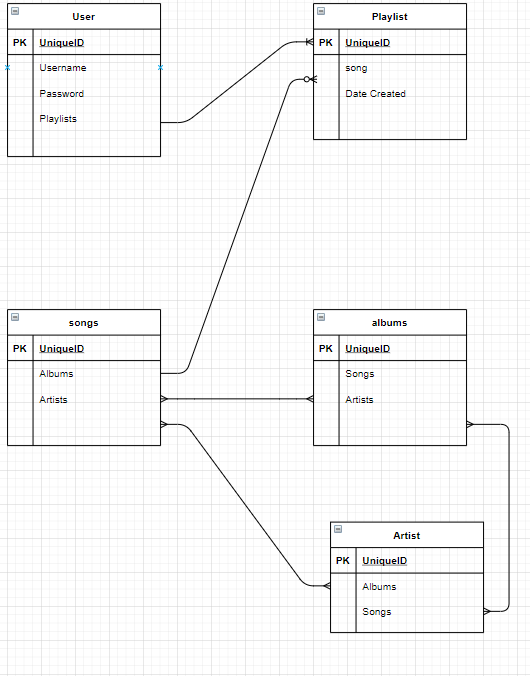 User
PK UniqueID
Username
Password
Playlists
Playlist
PK UniqueID
song
Date Created
songs
PK UniqueID
Albums
Artists
albums
PK UniqueID
Songs
Artists
Artist
PK UniqueID
Albums
Songs